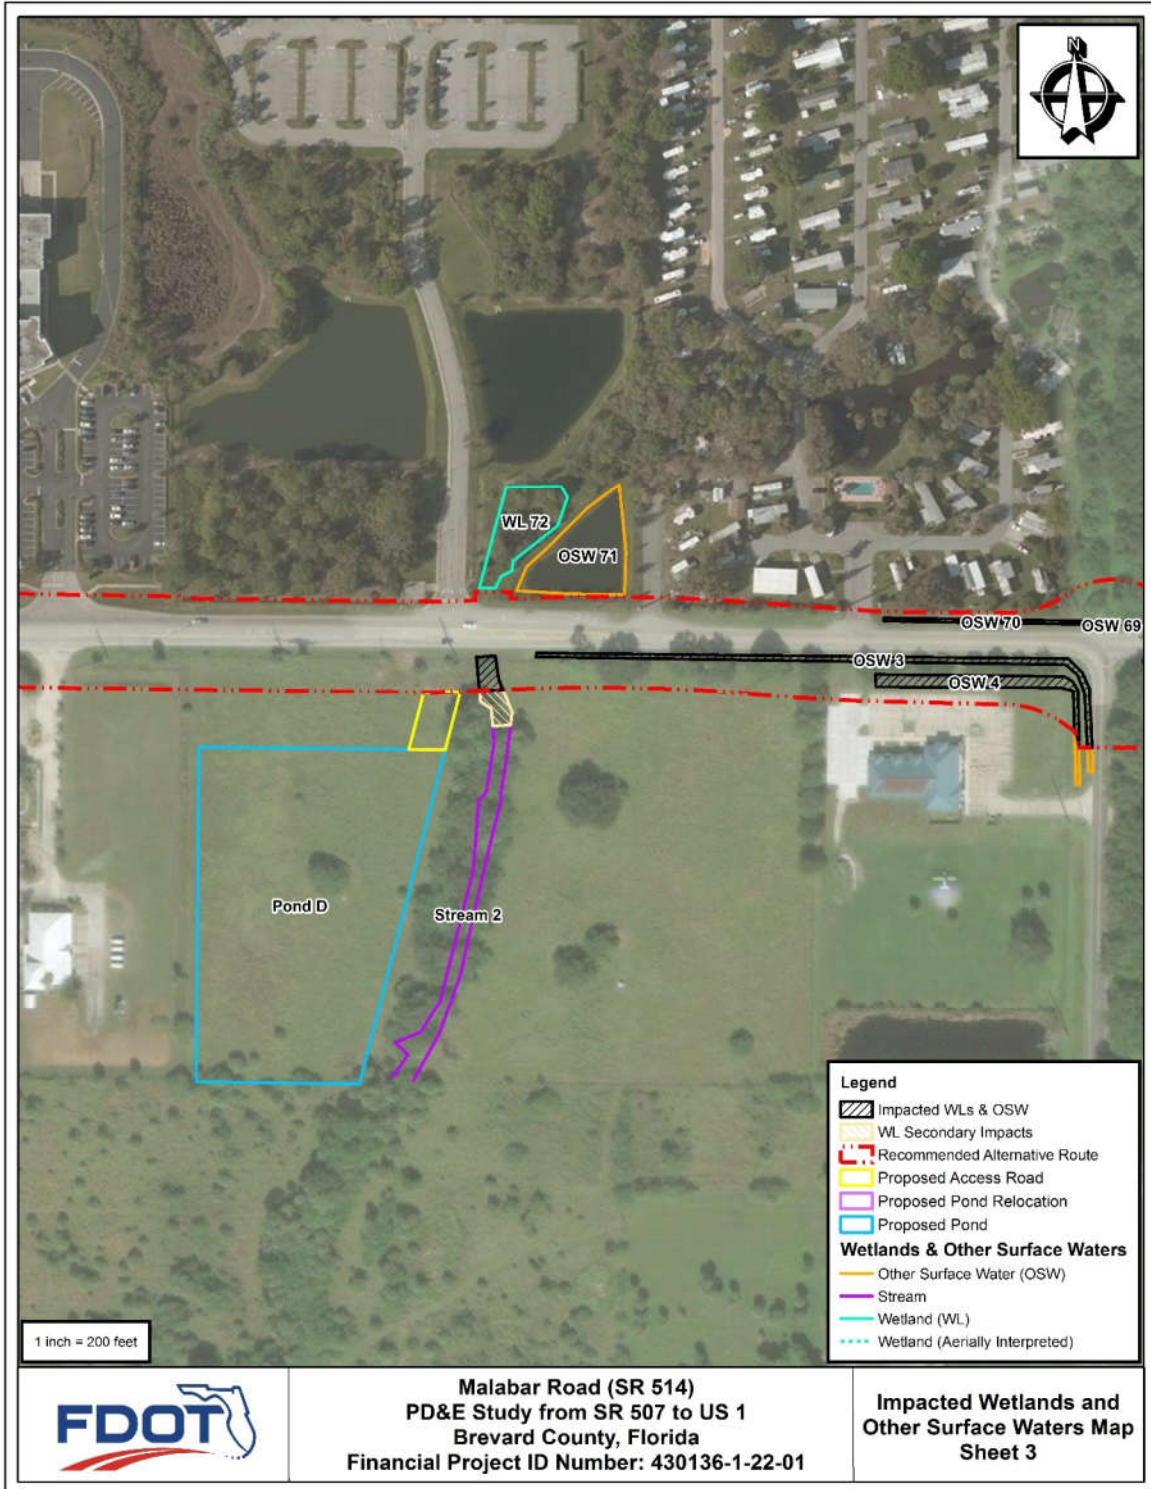 N
WL 72
OSW 71
OSW 70
OSW 69
OSW 3
OSW 4
Pond D
Stream 2
Legend
Impacted WLs & OSW
WL Secondary Impacts
Recommended Alternative Route
Proposed Access Road
Proposed Pond Relocation
Proposed Pond
Wetlands & Other Surface Waters
Other Surface Water (OSW)
Stream
Wetland (WL)
Wetland (Aerially Interpreted)
1 inch = 200 feet
FDOT
Malabar Road (SR 514)
PD&E Study from SR 507 to US 1
Brevard County, Florida
Financial Project ID Number: 430136-1-22-01
Impacted Wetlands and
Other Surface Waters Map
Sheet 3